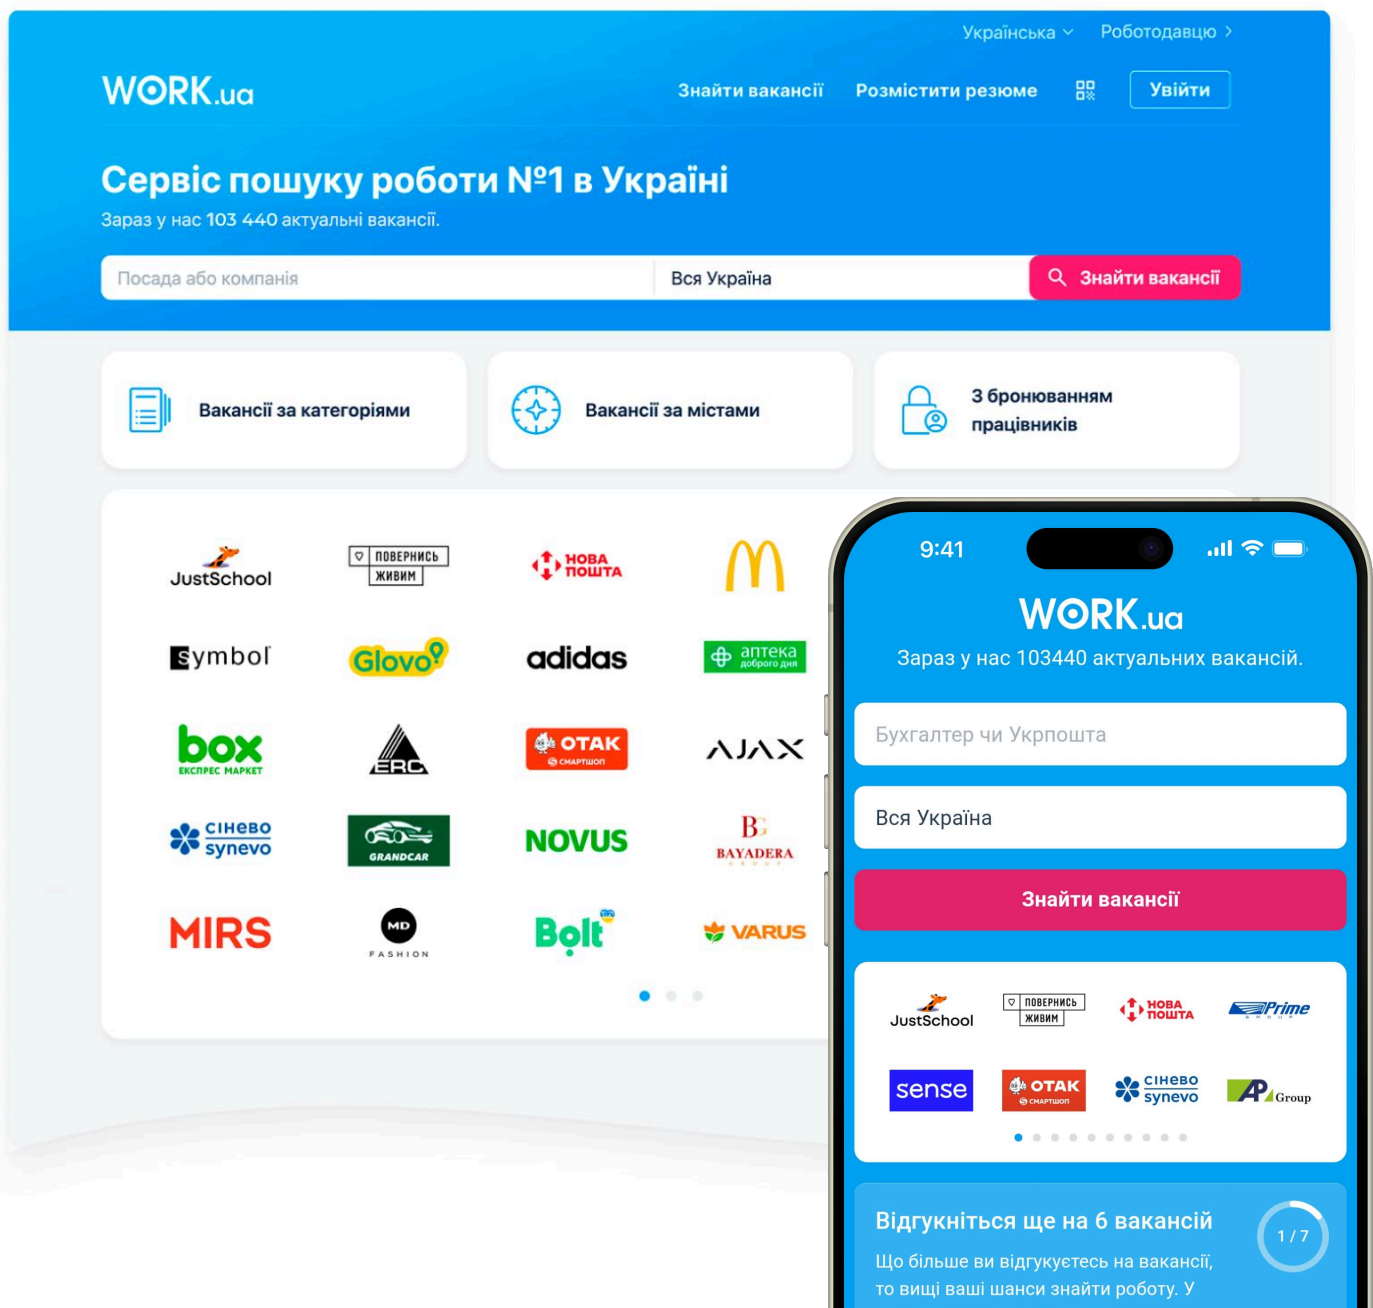 Українська
Роботодавцю
WORK.ua
Знайти вакансії
Розмістити резюме
Увійти
Сервіс пошуку роботи №1 в Україні
Зараз у нас 103 440 актуальні вакансії.
Посада або компанія
Вся Україна
Знайти вакансії
Вакансії за категоріями
Вакансії за містами
З бронюванням
працівників
JustSchool
ПОВЕРНИСЬ
ЖИВИМ
НОВА
ПОШТА
symbol
Glovo
adidas
аптека
доброго дня
box
ЕКСПРЕС МАРКЕТ
ERC
ОТАК
СМАРТШОП
AJAX
СІНЕВО
synevo
GRANDCAR
NOVUS
BG
BAYADERA
GROUP
MIRS
MD
FASHION
Bolt
VARUS
9:41
WORK.ua
Зараз у нас 103440 актуальних вакансій.
Бухгалтер чи Укрпошта
Вся Україна
Знайти вакансії
JustSchool
ПОВЕРНИСЬ
ЖИВИМ
НОВА
ПОШТА
Prime
GROUP
sense
ОТАК
СМАРТШОП
СІНЕВО
synevo
AP Group
Відгукніться ще на 6 вакансій
1 / 7
Що більше ви відгукуєтесь на вакансії,
то вищі ваші шанси знайти роботу. У